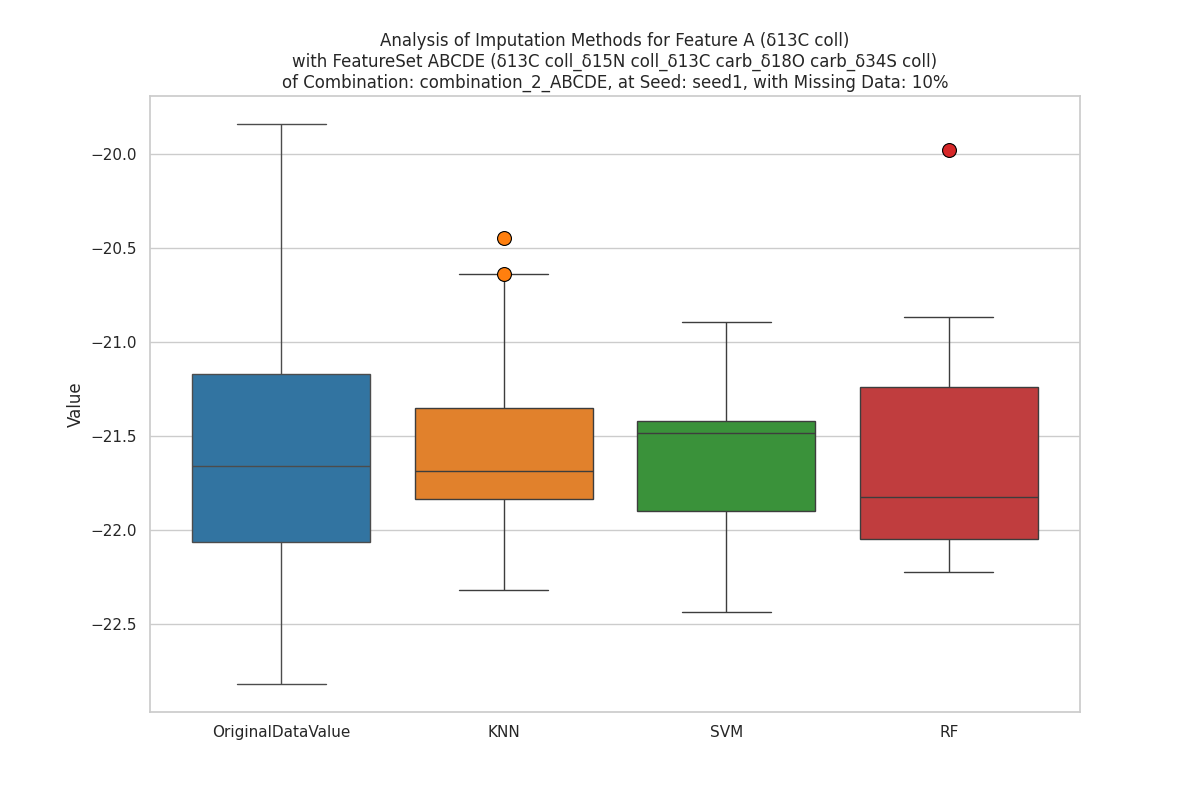 Analysis of Imputation Methods for Feature A (δ13C coll)
with FeatureSet ABCDE (δ13C coll_δ15N coll_δ13C carb_δ18O carb_δ34S coll)
of Combination: combination_2_ABCDE, at Seed: seed1, with Missing Data: 10%
Value
−20.0
−20.5
−21.0
−21.5
−22.0
−22.5
OriginalDataValue
KNN
SVM
RF